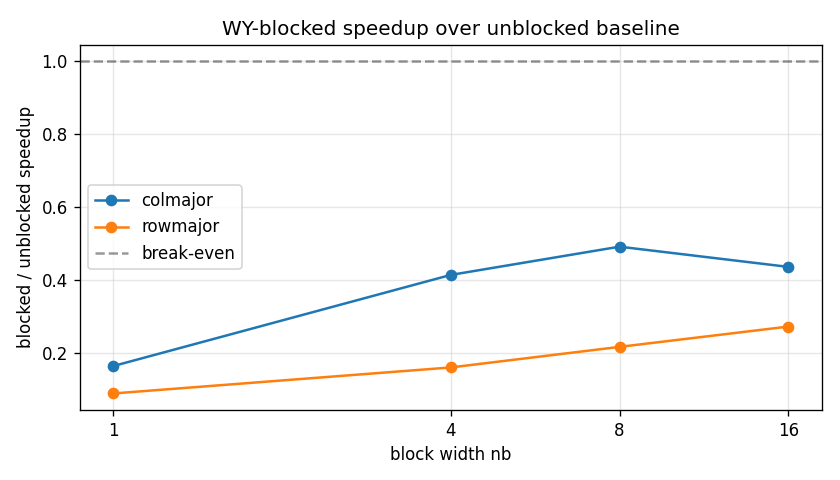 WY-blocked speedup over unblocked baseline
blocked / unblocked speedup
1.0
0.8
0.6
0.4
0.2
colmajor
rowmajor
break-even
1 4 8 16
block width nb